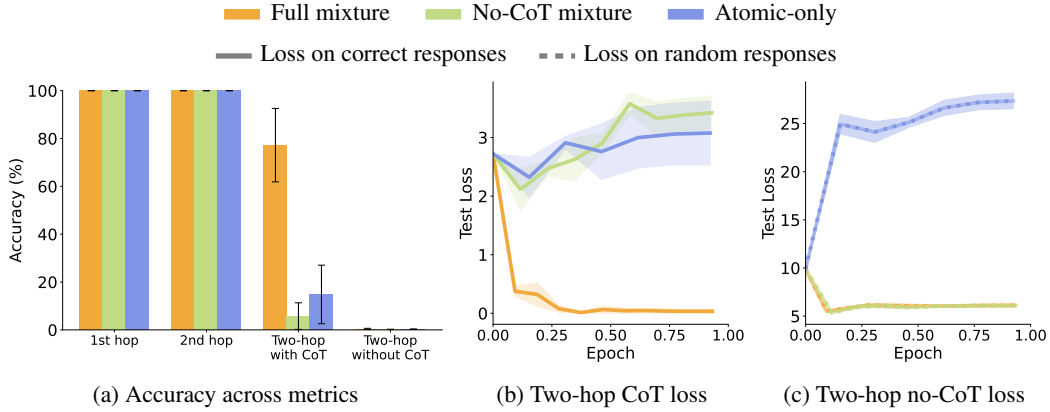 Full mixture No-CoT mixture Atomic-only
Loss on correct responses Loss on random responses
Accuracy (%)
100
80
60
40
20
0
1st hop 2nd hop Two-hop with CoT Two-hop without CoT
(a) Accuracy across metrics
Test Loss
3
2
1
0
0.00 0.25 0.50 0.75 1.00
Epoch
(b) Two-hop CoT loss
Test Loss
25
20
15
10
5
0.00 0.25 0.50 0.75 1.00
Epoch
(c) Two-hop no-CoT loss